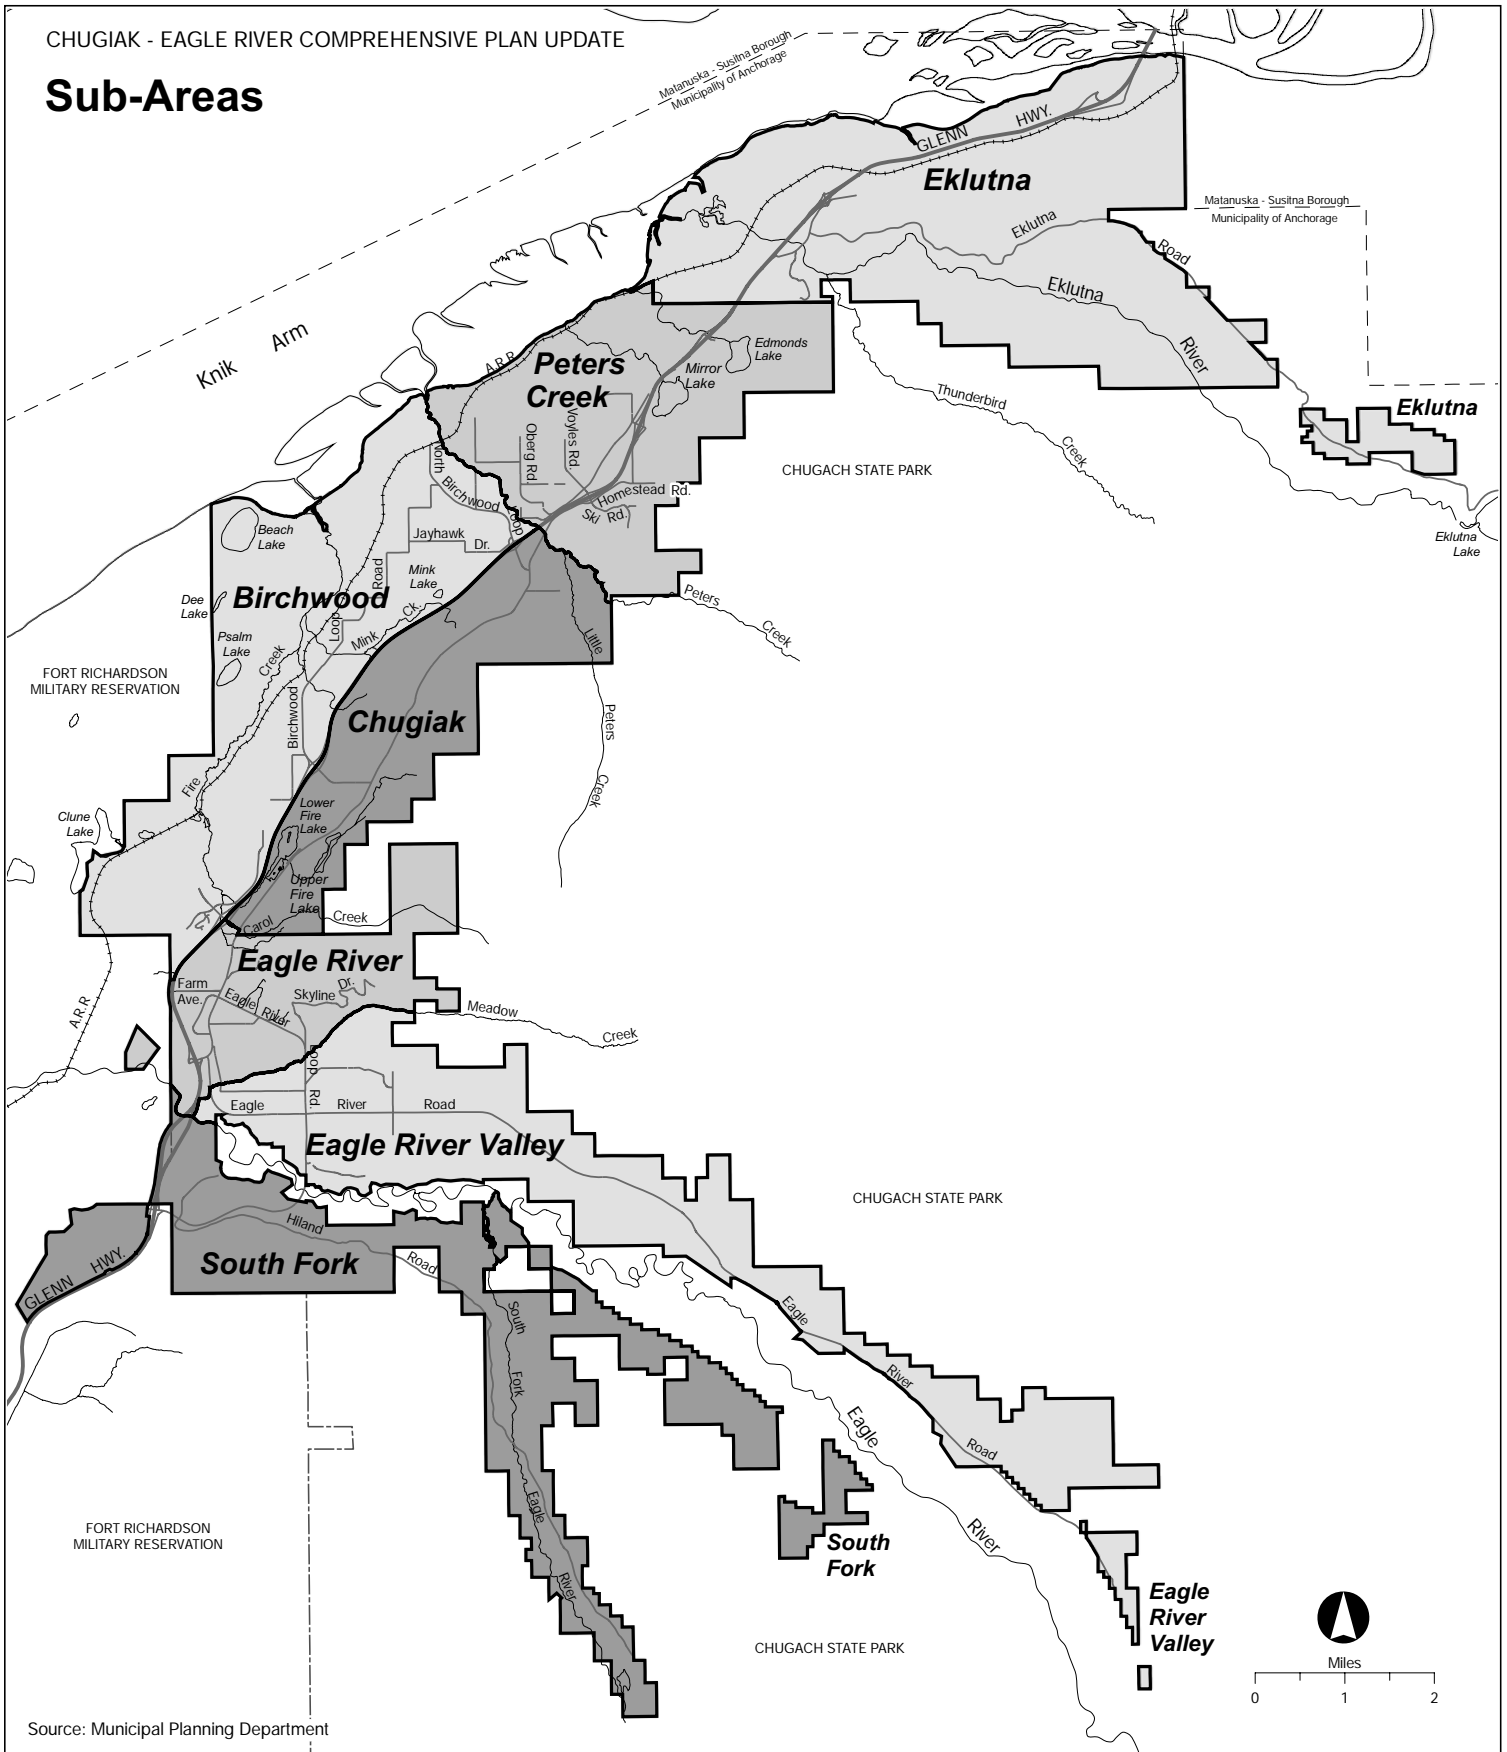 CHUGIAK - EAGLE RIVER COMPREHENSIVE PLAN UPDATE
Sub-Areas
Matanuska - Susitna Borough
Municipality of Anchorage
GLENN HWY.
Eklutna
Matanuska - Susitna Borough
Municipality of Anchorage
Eklutna Road
Eklutna River
Knik Arm
A.R.R.
Peters
Creek
Edmonds
Lake
Mirror
Lake
Thunderbird Creek
Eklutna
Voyles Rd.
Oberg Rd.
North Birchwood Loop
Homestead Rd.
Ski Rd.
CHUGACH STATE PARK
Eklutna
Lake
Beach
Lake
Jayhawk Dr.
Mink
Lake
Dee
Lake
Birchwood
Mink Ck.
Psalm
Lake
Birchwood Loop Road
Peters Creek
Little Peters Creek
FORT RICHARDSON
MILITARY RESERVATION
Chugiak
Fire Creek
Clune
Lake
Lower
Fire
Lake
Upper
Fire
Lake
Carol Creek
Eagle River
Farm
Ave.
Skyline Dr.
Eagle River Loop Rd.
Meadow Creek
A.R.R
Eagle River Road
Eagle River Valley
CHUGACH STATE PARK
Hiland Road
South Fork
GLENN HWY.
South Fork Eagle River
Eagle River Road
Eagle River
South
Fork
FORT RICHARDSON
MILITARY RESERVATION
Eagle
River
Valley
CHUGACH STATE PARK
Miles
0 1 2
Source: Municipal Planning Department